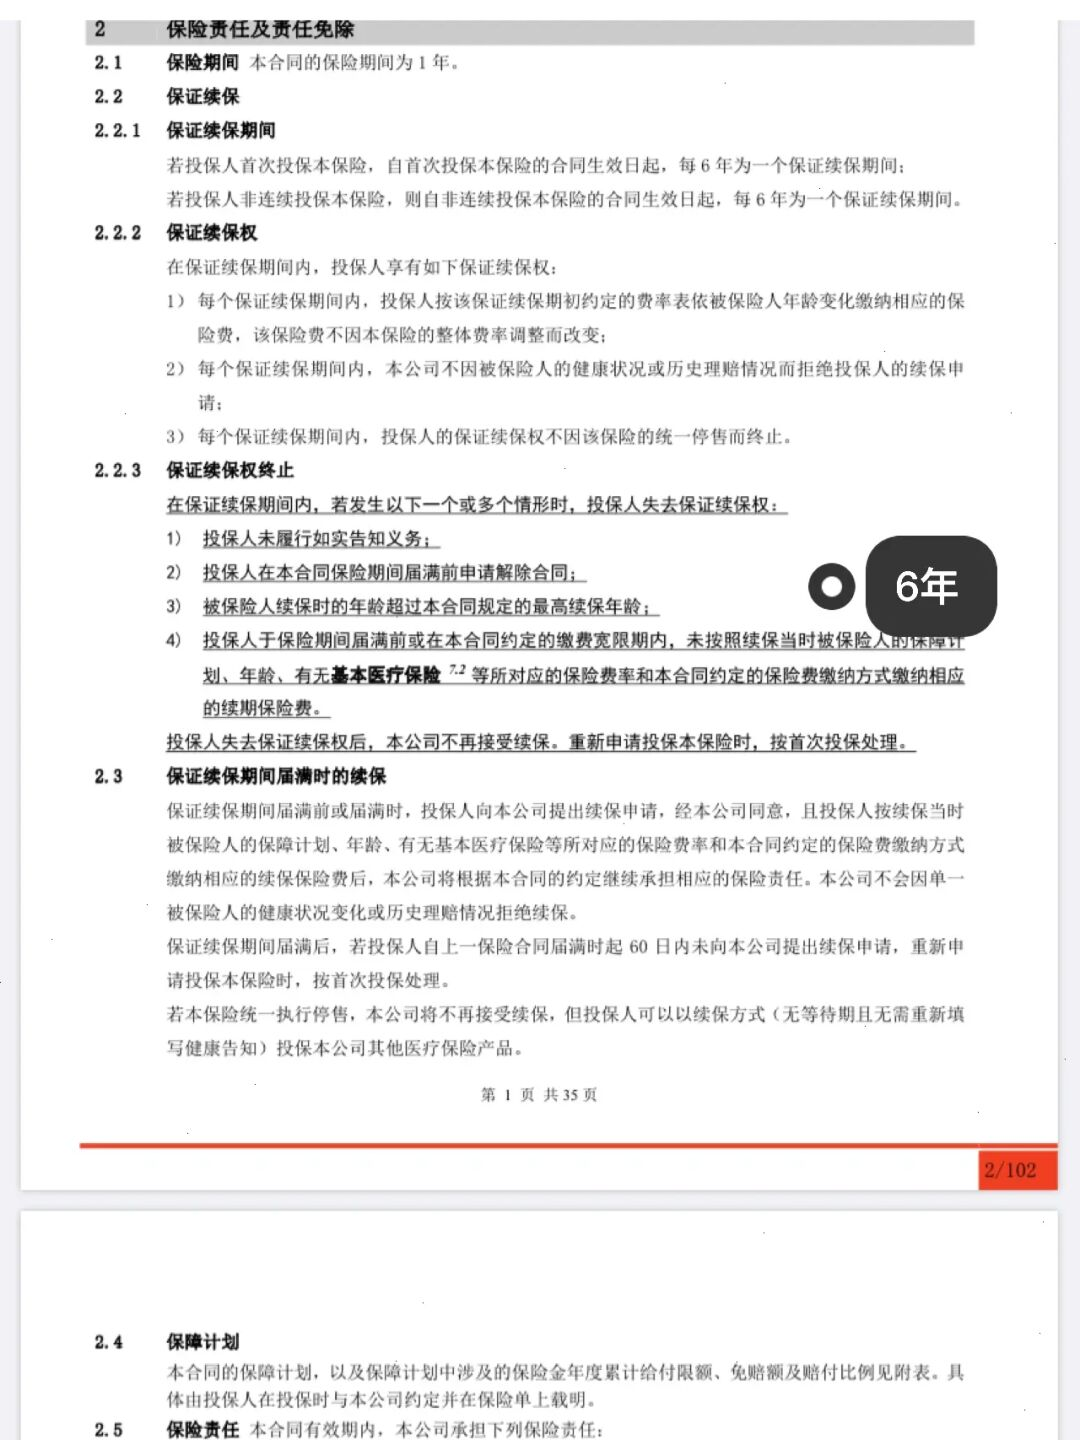 2 保险责任及责任免除
2.1 保险期间 本合同的保险期间为 1 年。
2.2 保证续保
2.2.1 保证续保期间
若投保人首次投保本保险，自首次投保本保险的合同生效日起，每 6 年为一个保证续保期间；
若投保人非连续投保本保险，则自非连续投保本保险的合同生效日起，每 6 年为一个保证续保期间。
2.2.2 保证续保权
在保证续保期间内，投保人享有如下保证续保权：
1） 每个保证续保期间内，投保人按该保证续保期初约定的费率表依被保险人年龄变化缴纳相应的保
险费，该保险费不因本保险的整体费率调整而改变；
2） 每个保证续保期间内，本公司不因被保险人的健康状况或历史理赔情况而拒绝投保人的续保申
请；
3） 每个保证续保期间内，投保人的保证续保权不因该保险的统一停售而终止。
2.2.3 保证续保权终止
在保证续保期间内，若发生以下一个或多个情形时，投保人失去保证续保权：
1) 投保人未履行如实告知义务；
2) 投保人在本合同保险期间届满前申请解除合同；
6年
3) 被保险人续保时的年龄超过本合同规定的最高续保年龄；
4) 投保人于保险期间届满前或在本合同约定的缴费宽限期内，未按照续保当时被保险人的保障计
划、年龄、有无基本医疗保险 7.2 等所对应的保险费率和本合同约定的保险费缴纳方式缴纳相应
的续期保险费。
投保人失去保证续保权后，本公司不再接受续保。重新申请投保本保险时，按首次投保处理。
2.3 保证续保期间届满时的续保
保证续保期间届满前或届满时，投保人向本公司提出续保申请，经本公司同意，且投保人按续保当时
被保险人的保障计划、年龄、有无基本医疗保险等所对应的保险费率和本合同约定的保险费缴纳方式
缴纳相应的续保保险费后，本公司将根据本合同的约定继续承担相应的保险责任。本公司不会因单一
被保险人的健康状况变化或历史理赔情况拒绝续保。
保证续保期间届满后，若投保人自上一保险合同届满时起 60 日内未向本公司提出续保申请，重新申
请投保本保险时，按首次投保处理。
若本保险统一执行停售，本公司将不再接受续保，但投保人可以以续保方式（无等待期且无需重新填
写健康告知）投保本公司其他医疗保险产品。
第 1 页 共 35 页
2/102
2.4 保障计划
本合同的保障计划，以及保障计划中涉及的保险金年度累计给付限额、免赔额及赔付比例见附表。具
体由投保人在投保时与本公司约定并在保险单上载明。
2.5 保险责任 本合同有效期内，本公司承担下列保险责任：